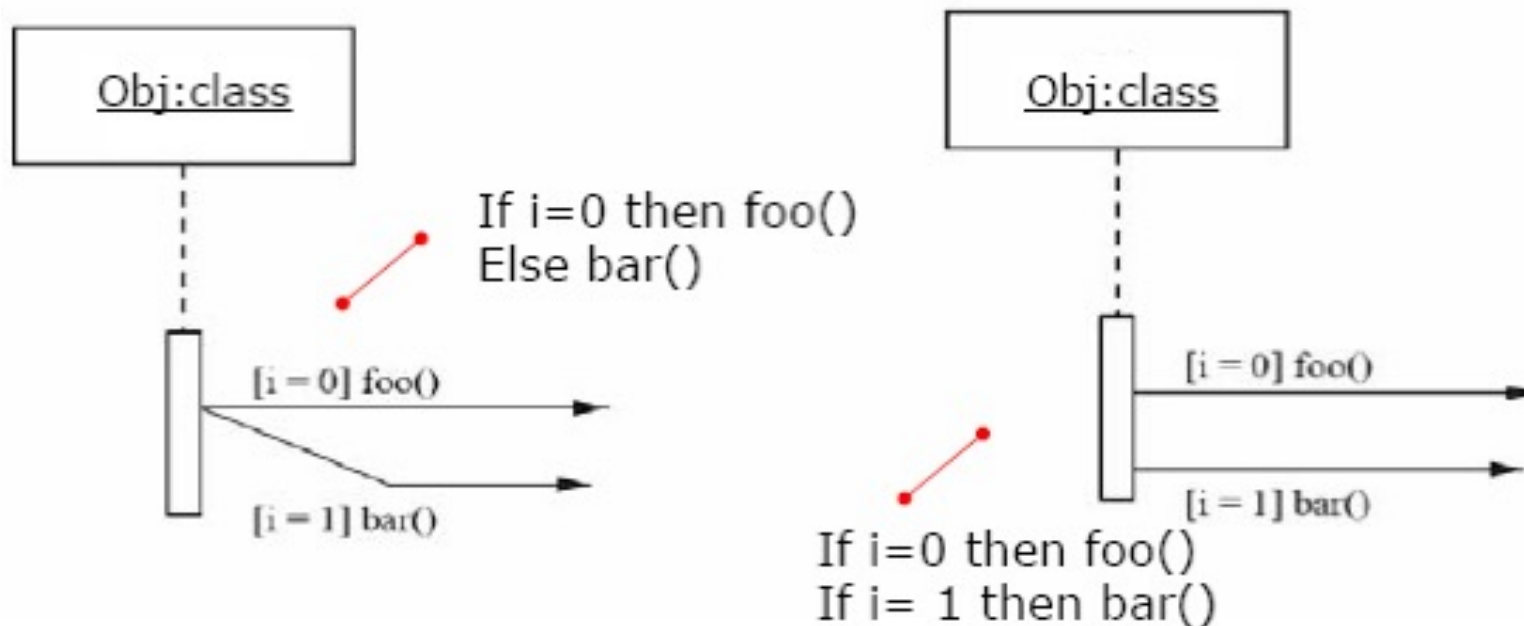 Obj:class
If i=0 then foo()
Else bar()
[i = 0] foo()
[i = 1] bar()
Obj:class
[i = 0] foo()
[i = 1] bar()
If i=0 then foo()
If i= 1 then bar()